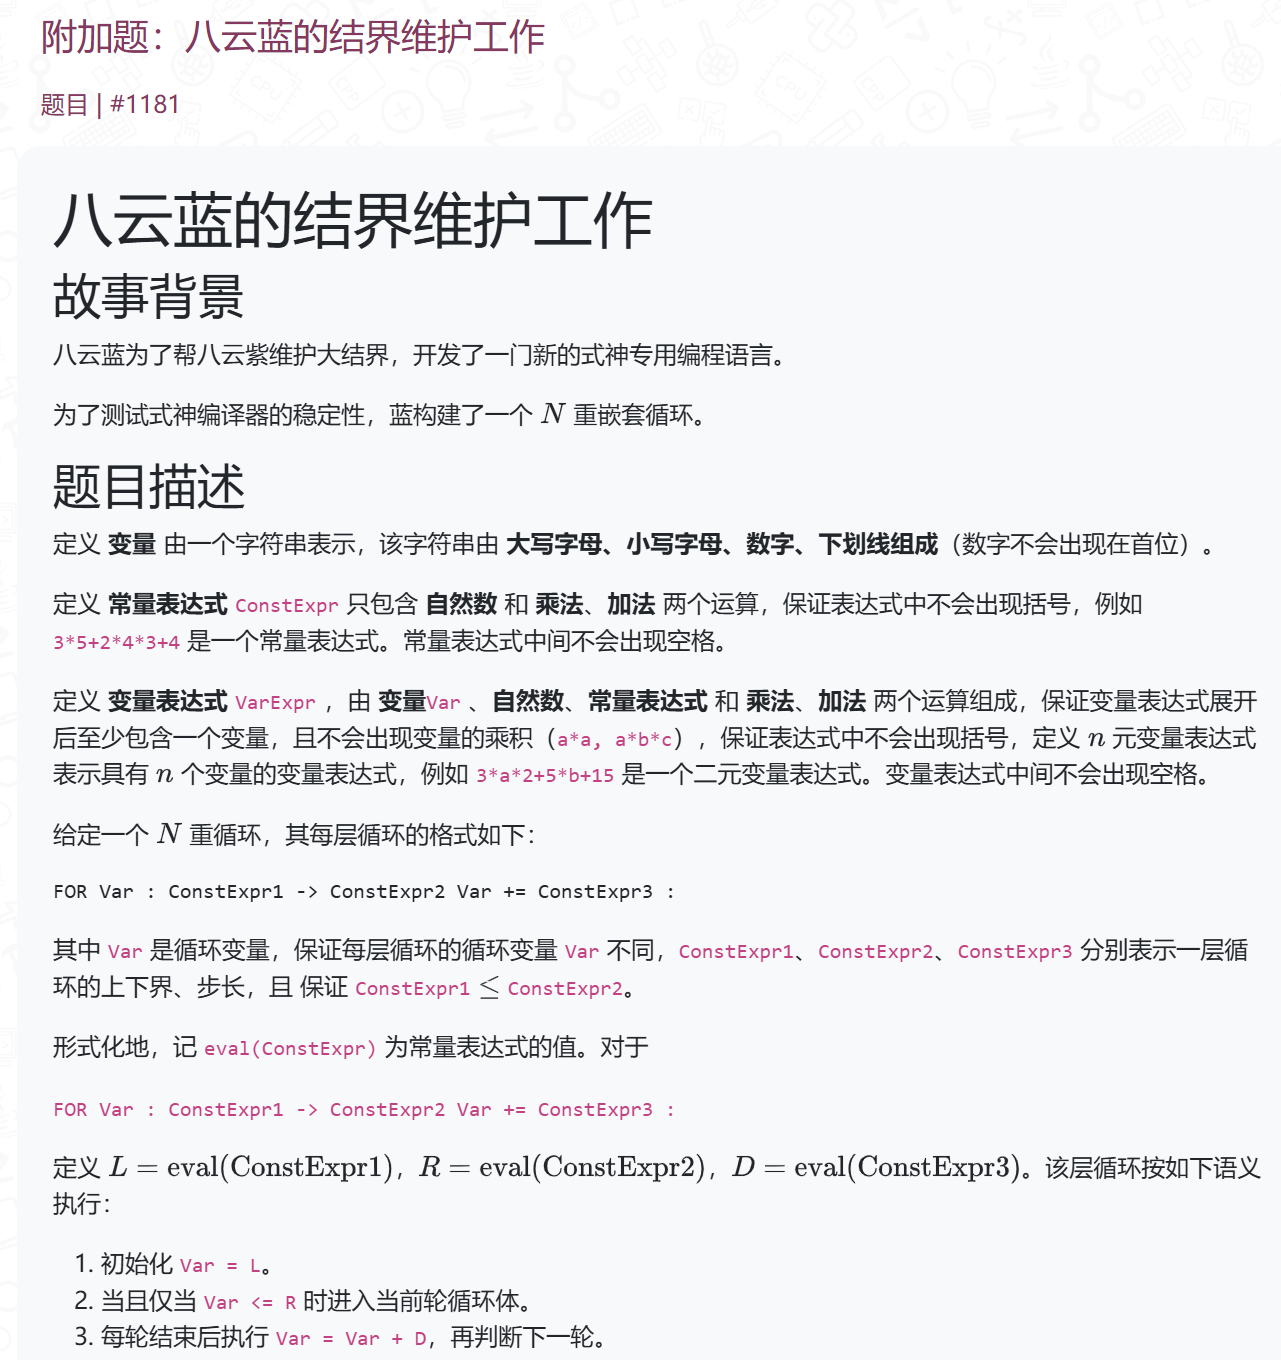 附加题：八云蓝的结界维护工作
题目 | #1181
八云蓝的结界维护工作
故事背景
八云蓝为了帮八云紫维护大结界，开发了一门新的式神专用编程语言。
为了测试式神编译器的稳定性，蓝构建了一个 N 重嵌套循环。
题目描述
定义 变量 由一个字符串表示，该字符串由 大写字母、小写字母、数字、下划线组成（数字不会出现在首位）。
定义 常量表达式 ConstExpr 只包含 自然数 和 乘法、加法 两个运算，保证表达式中不会出现括号，例如
3*5+2*4*3+4 是一个常量表达式。常量表达式中间不会出现空格。
定义 变量表达式 VarExpr ，由 变量Var 、自然数、常量表达式 和 乘法、加法 两个运算组成，保证变量表达式展开
后至少包含一个变量，且不会出现变量的乘积（a*a, a*b*c），保证表达式中不会出现括号，定义 n 元变量表达式
表示具有 n 个变量的变量表达式，例如 3*a*2+5*b+15 是一个二元变量表达式。变量表达式中间不会出现空格。
给定一个 N 重循环，其每层循环的格式如下：
FOR Var : ConstExpr1 -> ConstExpr2 Var += ConstExpr3 :
其中 Var 是循环变量，保证每层循环的循环变量 Var 不同，ConstExpr1、ConstExpr2、ConstExpr3 分别表示一层循
环的上下界、步长，且 保证 ConstExpr1 ≤ ConstExpr2。
形式化地，记 eval(ConstExpr) 为常量表达式的值。对于
FOR Var : ConstExpr1 -> ConstExpr2 Var += ConstExpr3 :
定义 L = eval(ConstExpr1)，R = eval(ConstExpr2)，D = eval(ConstExpr3)。该层循环按如下语义
执行：
1. 初始化 Var = L。
2. 当且仅当 Var <= R 时进入当前轮循环体。
3. 每轮结束后执行 Var = Var + D，再判断下一轮。